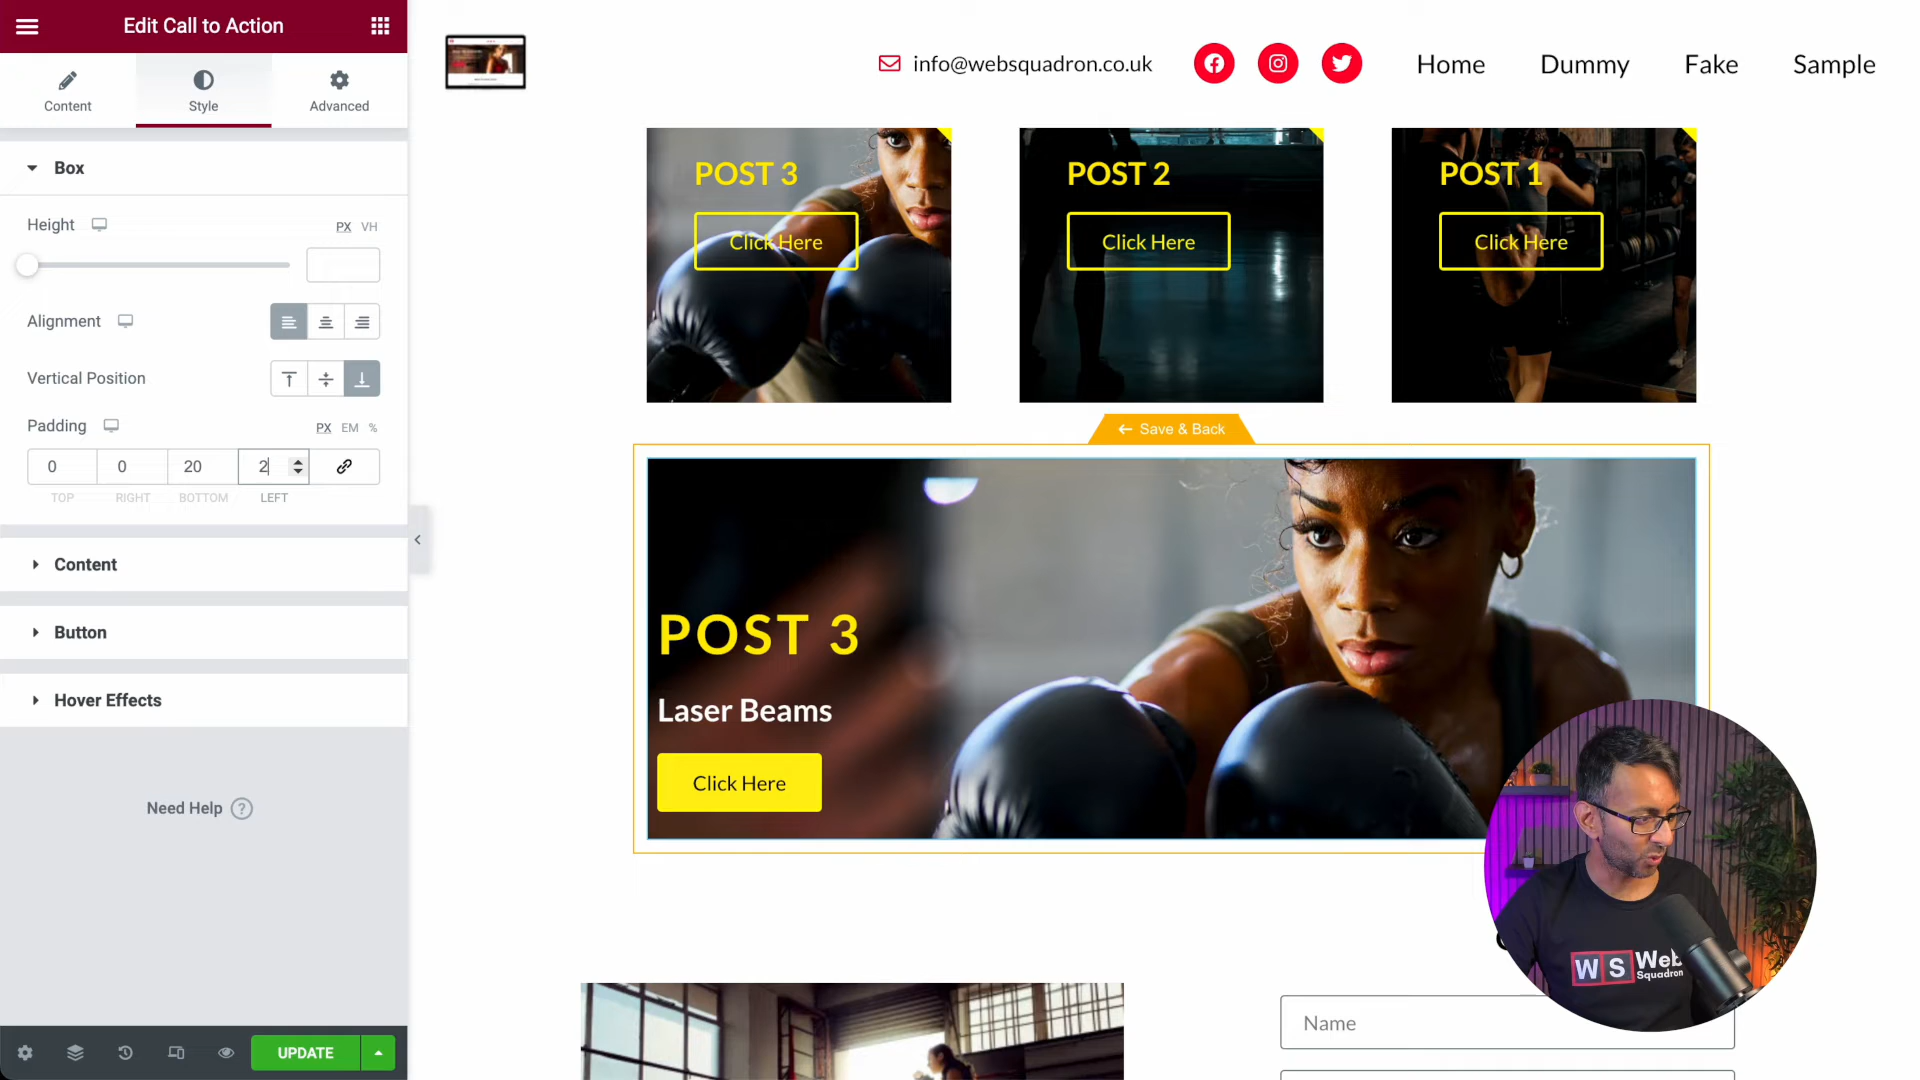 Edit Call to Action
Content
Style
Advanced
info@websquadron.co.uk
Home
Dummy
Fake
Sample
Box
Height
PX VH
Alignment
Vertical Position
Padding
PX EM %
0
0
20
2
TOP
RIGHT
BOTTOM
LEFT
Content
Button
Hover Effects
Need Help ?
UPDATE
POST 3
Click Here
POST 2
Click Here
POST 1
Click Here
Save & Back
POST 3
Laser Beams
Click Here
Name
W S Web
Squadron